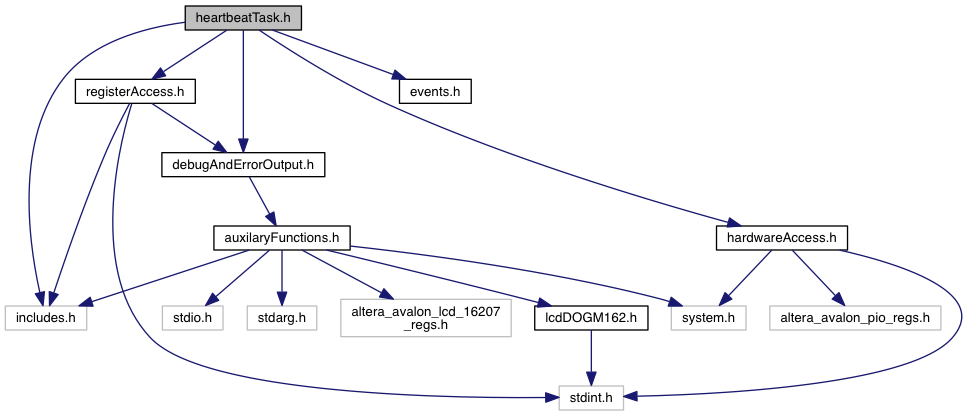 heartbeatTask.h
registerAccess.h
events.h
debugAndErrorOutput.h
auxilaryFunctions.h
hardwareAccess.h
includes.h
stdio.h
stdarg.h
altera_avalon_lcd_16207
_regs.h
lcdDOGM162.h
system.h
altera_avalon_pio_regs.h
stdint.h